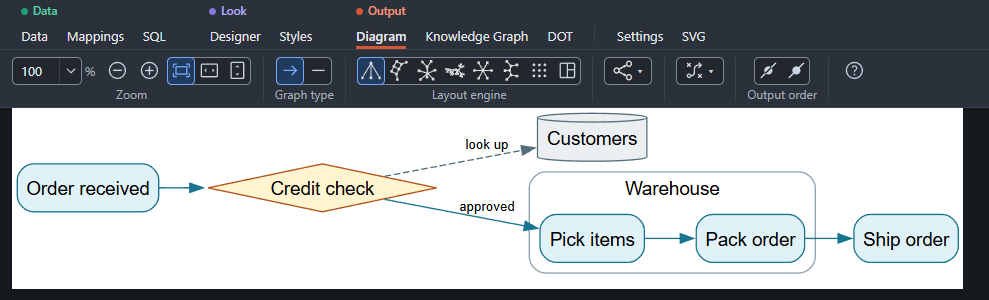 Data Look Output
Data Mappings SQL Designer Styles Diagram Knowledge Graph DOT Settings SVG
100 %
Zoom Graph type Layout engine Output order
Customers
look up
Order received
Credit check
Warehouse
approved
Pick items
Pack order
Ship order